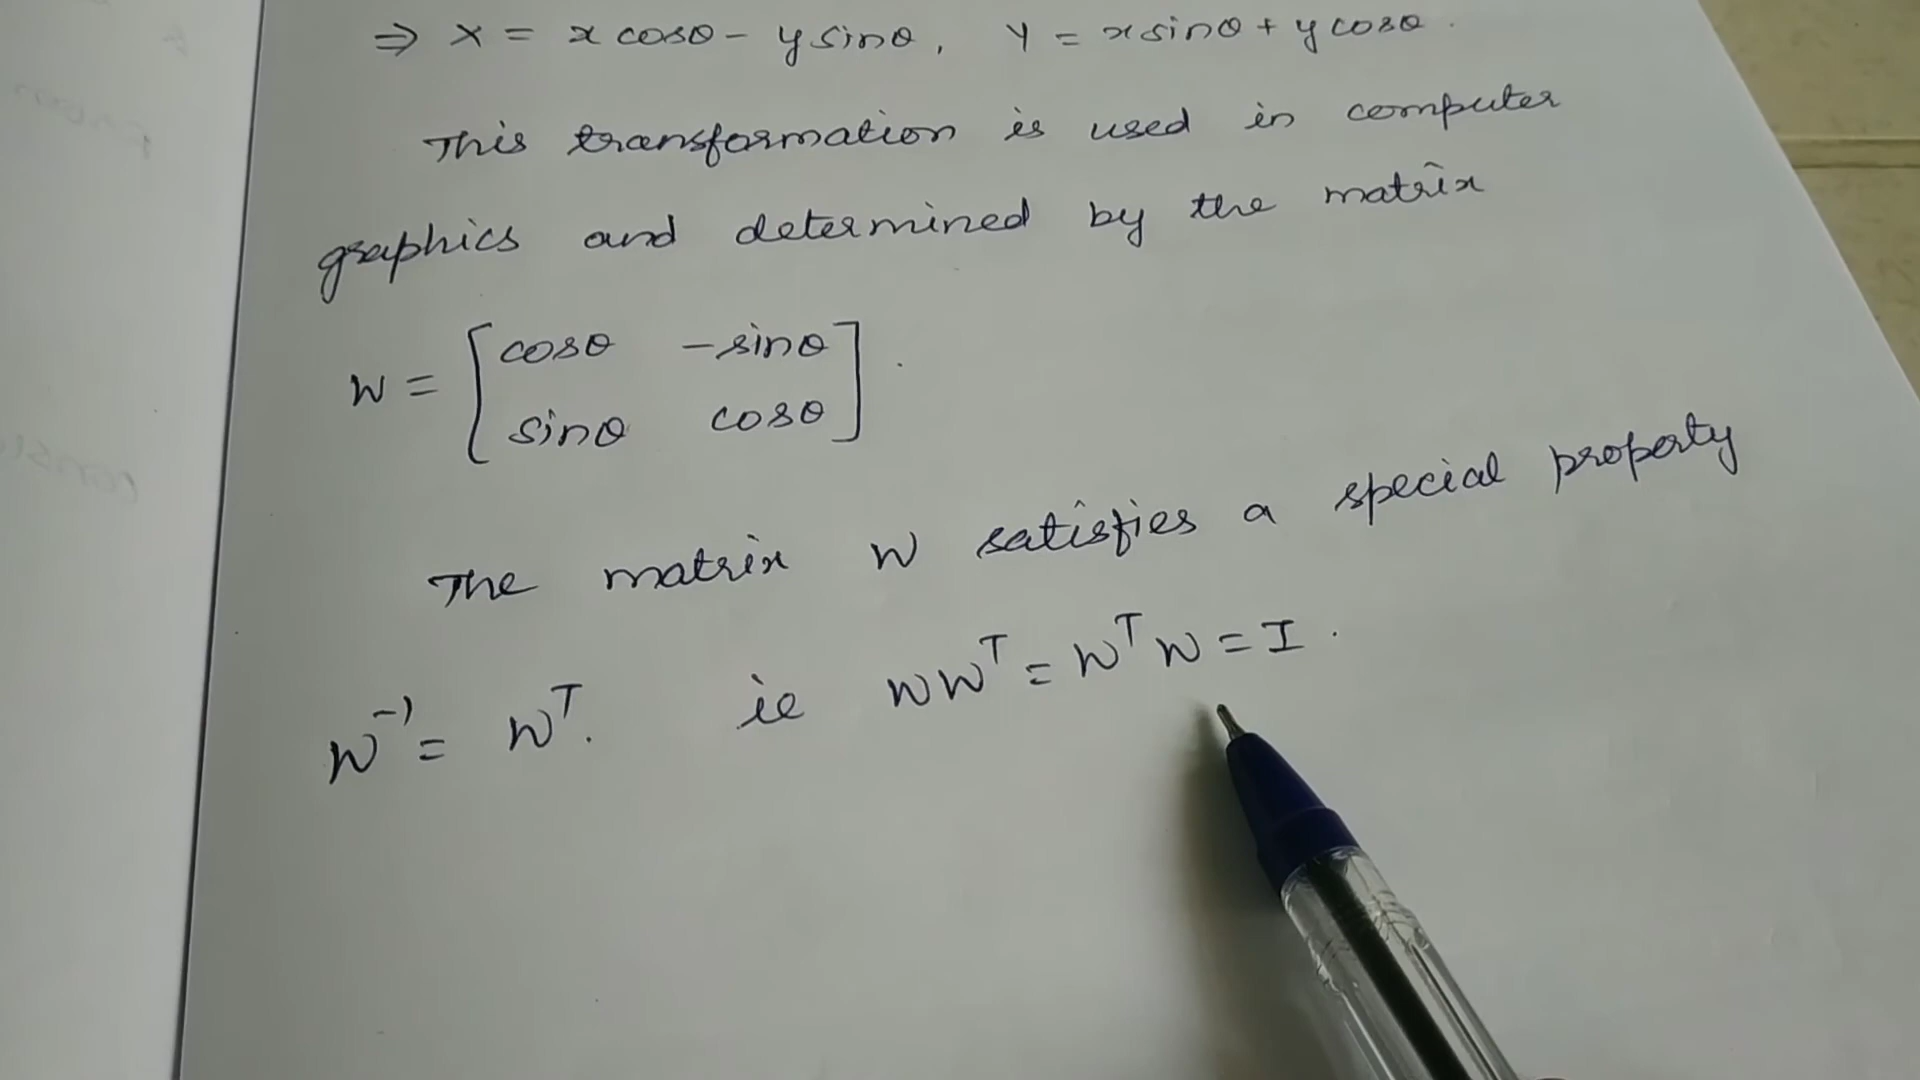 ⇒ X = x cosθ - y sinθ, Y = x sinθ + y cosθ.
This transformation is used in computer
graphics and determined by the matrix
W = [cosθ -sinθ
sinθ cosθ].
The matrix W satisfies a special property
W⁻¹ = Wᵀ. ie WWᵀ = WᵀW = I.